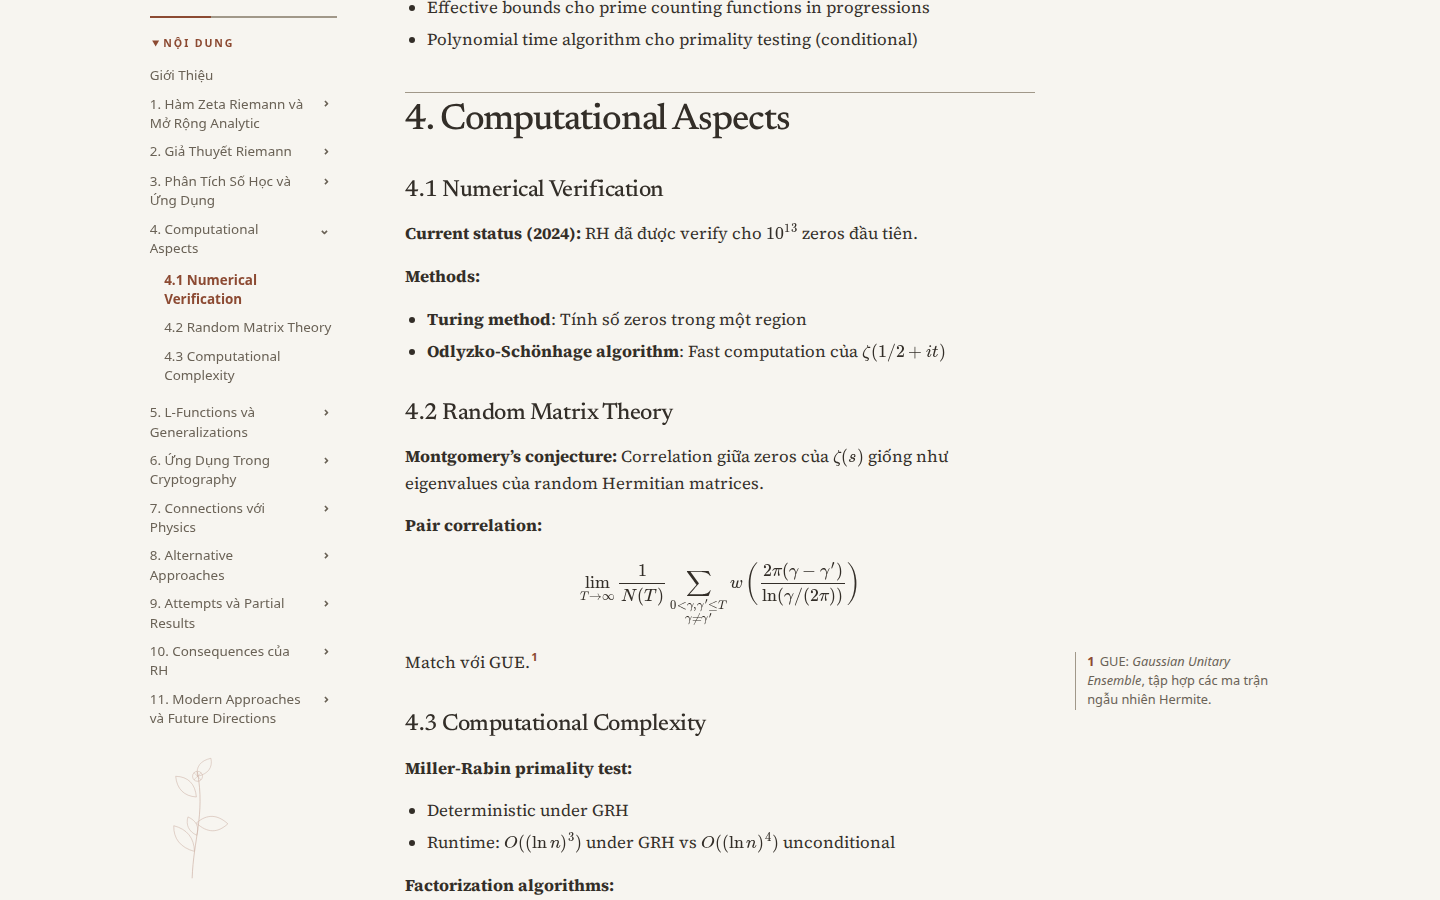 NỘI DUNG
Giới Thiệu
1. Hàm Zeta Riemann và
Mở Rộng Analytic
2. Giả Thuyết Riemann
3. Phân Tích Số Học và
Ứng Dụng
4. Computational
Aspects
4.1 Numerical
Verification
4.2 Random Matrix Theory
4.3 Computational
Complexity
5. L-Functions và
Generalizations
6. Ứng Dụng Trong
Cryptography
7. Connections với
Physics
8. Alternative
Approaches
9. Attempts và Partial
Results
10. Consequences của
RH
11. Modern Approaches
và Future Directions
• Effective bounds cho prime counting functions in progressions
• Polynomial time algorithm cho primality testing (conditional)
4. Computational Aspects
4.1 Numerical Verification
Current status (2024): RH đã được verify cho 10^13 zeros đầu tiên.
Methods:
• Turing method: Tính số zeros trong một region
• Odlyzko-Schönhage algorithm: Fast computation của ζ(1/2 + it)
4.2 Random Matrix Theory
Montgomery’s conjecture: Correlation giữa zeros của ζ(s) giống như
eigenvalues của random Hermitian matrices.
Pair correlation:
lim_{T→∞} 1/N(T) ∑_{0<γ,γ′≤T, γ≠γ′} w(2π(γ − γ′)/ln(γ/(2π)))
Match với GUE.1
4.3 Computational Complexity
Miller-Rabin primality test:
• Deterministic under GRH
• Runtime: O((ln n)^3) under GRH vs O((ln n)^4) unconditional
Factorization algorithms:
1 GUE: Gaussian Unitary
Ensemble, tập hợp các ma trận
ngẫu nhiên Hermite.